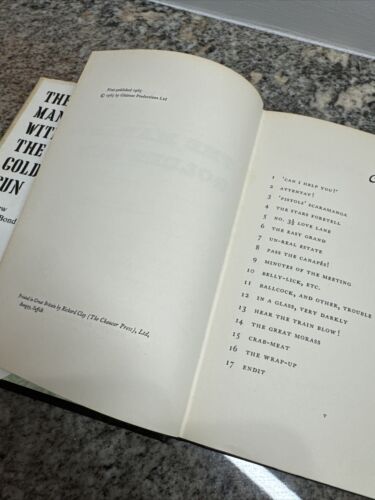 THE
MAN
WITH
THE
GOLD
GUN
Bond
First published 1965
© 1965 by Glidrose Productions Ltd
Printed in Great Britain by Richard Clay (The Chaucer Press), Ltd,
Bungay, Suffolk
C
1 'CAN I HELP YOU?'
2 ATTENTAT!
3 'PISTOLS' SCARAMANGA
4 THE STARS FORETELL
5 NO. 3½ LOVE LANE
6 THE EASY GRAND
7 UN-REAL ESTATE
8 PASS THE CANAPÉS!
9 MINUTES OF THE MEETING
10 BELLY-LICK, ETC.
11 BALLCOCK, AND OTHER, TROUBLE
12 IN A GLASS, VERY DARKLY
13 HEAR THE TRAIN BLOW!
14 THE GREAT MORASS
15 CRAB-MEAT
16 THE WRAP-UP
17 ENDIT
v